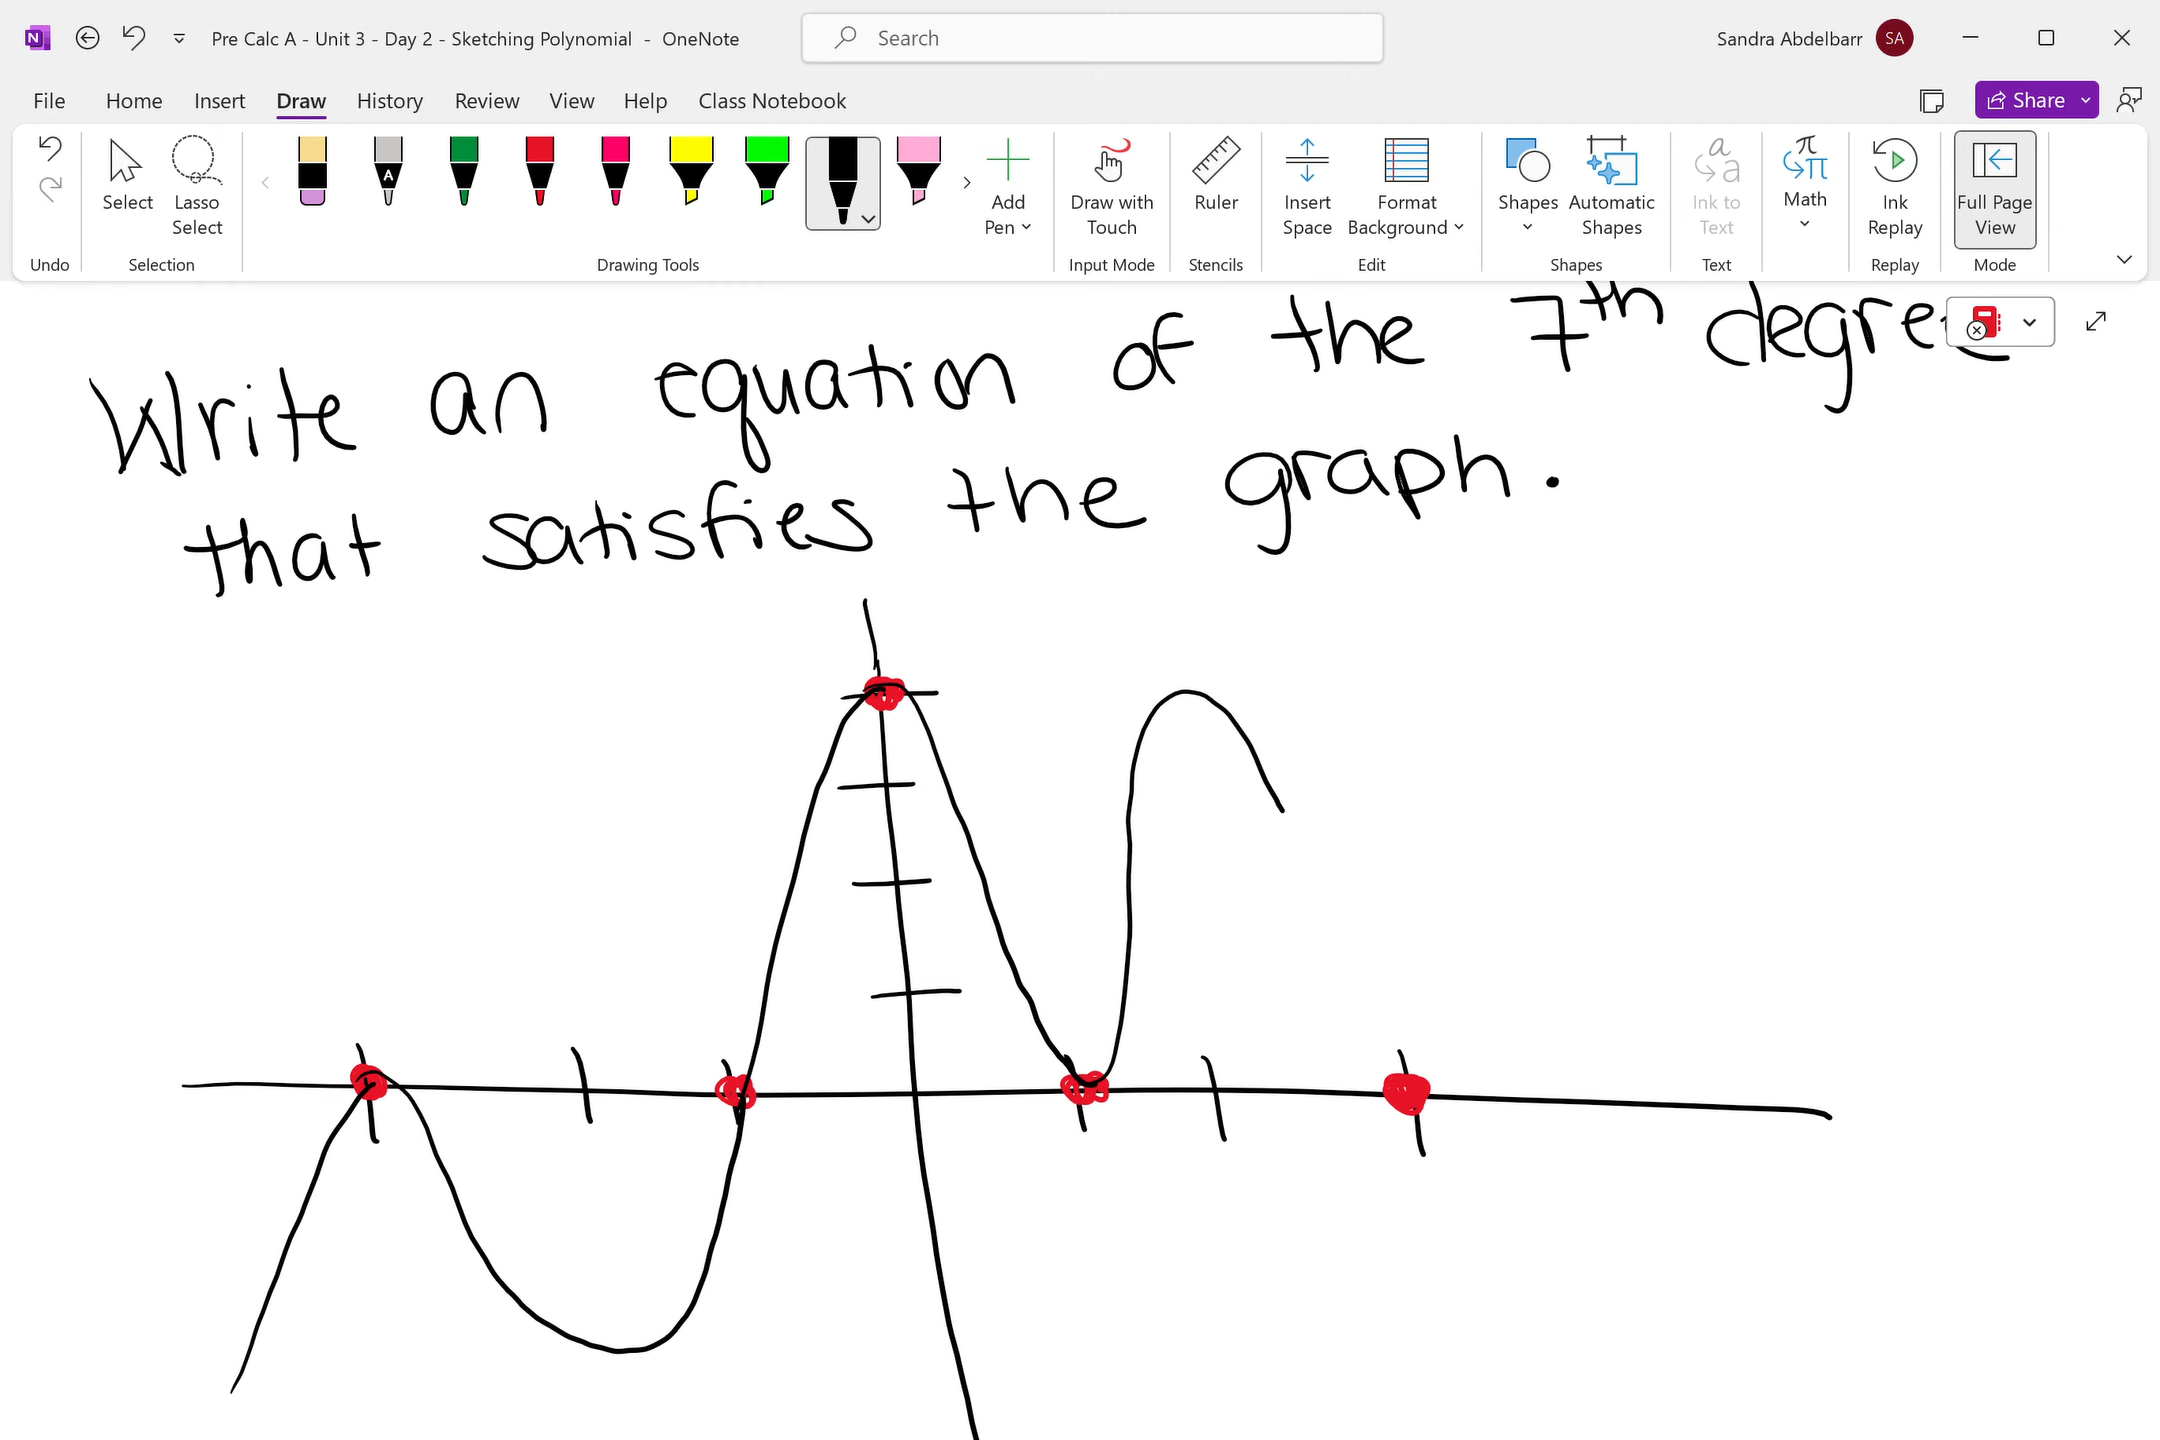 Pre Calc A - Unit 3 - Day 2 - Sketching Polynomial - OneNote
Search
Sandra Abdelbarr SA
File Home Insert Draw History Review View Help Class Notebook
Share
A
Select
Lasso
Select
Add
Pen
Draw with
Touch
Ruler
Insert
Space
Format
Background
Shapes
Automatic
Shapes
Ink to
Text
Math
Ink
Replay
Full Page
View
Undo Selection Drawing Tools Input Mode Stencils Edit Shapes Text Replay Mode
Write an equation of the 7th degree
that satisfies the graph.